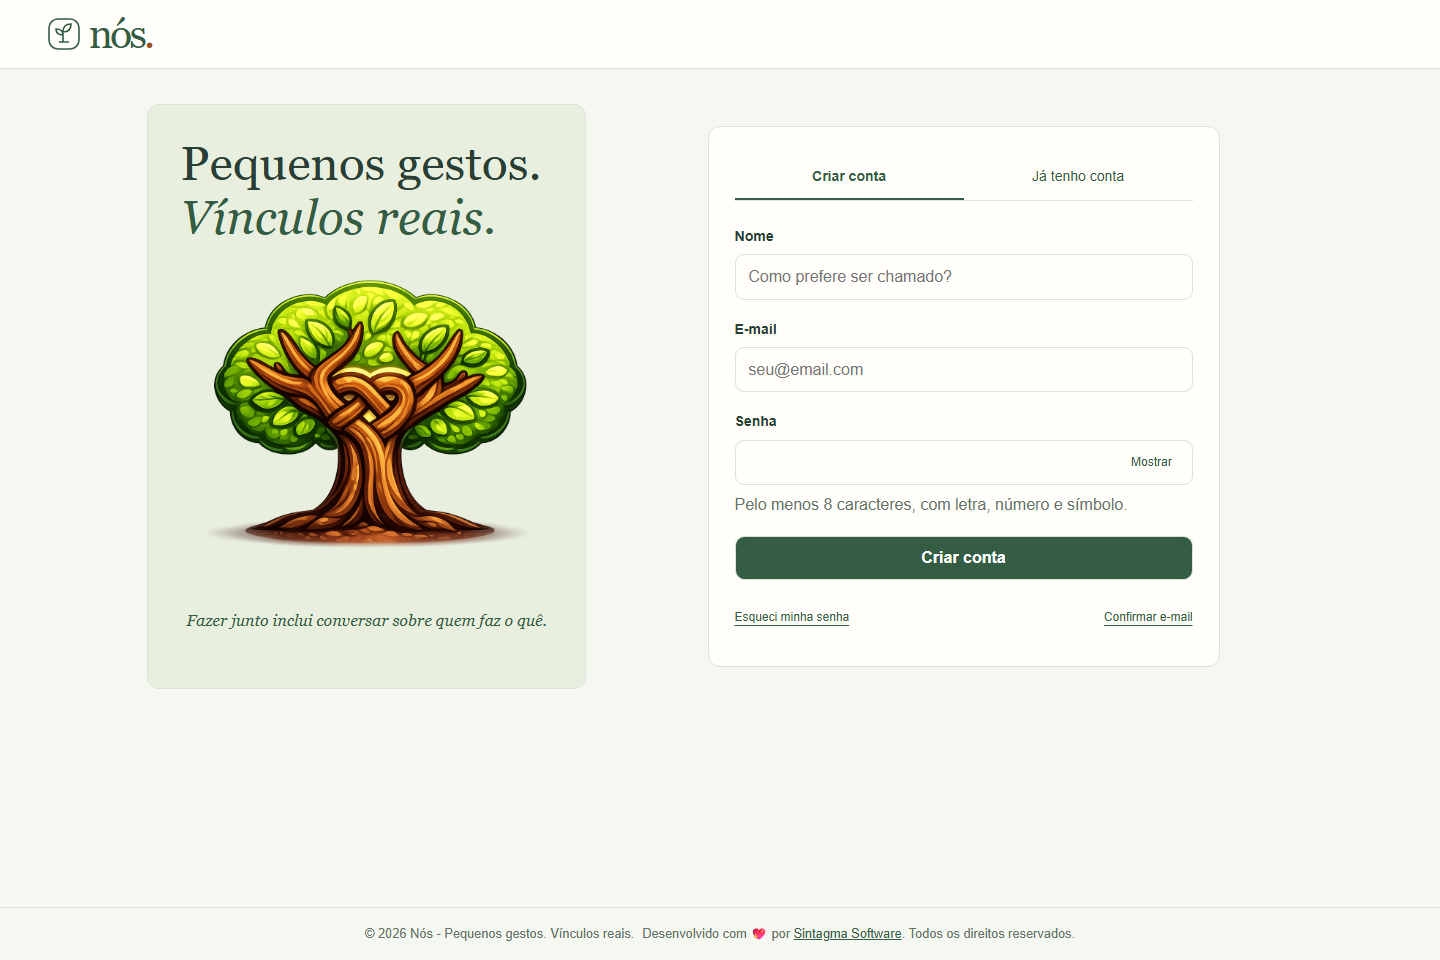 nós.
Pequenos gestos.
Vínculos reais.
Fazer junto inclui conversar sobre quem faz o quê.
Criar conta
Já tenho conta
Nome
Como prefere ser chamado?
E-mail
seu@email.com
Senha
Mostrar
Pelo menos 8 caracteres, com letra, número e símbolo.
Criar conta
Esqueci minha senha
Confirmar e-mail
© 2026 Nós - Pequenos gestos. Vínculos reais. Desenvolvido com 💖 por Sintagma Software. Todos os direitos reservados.